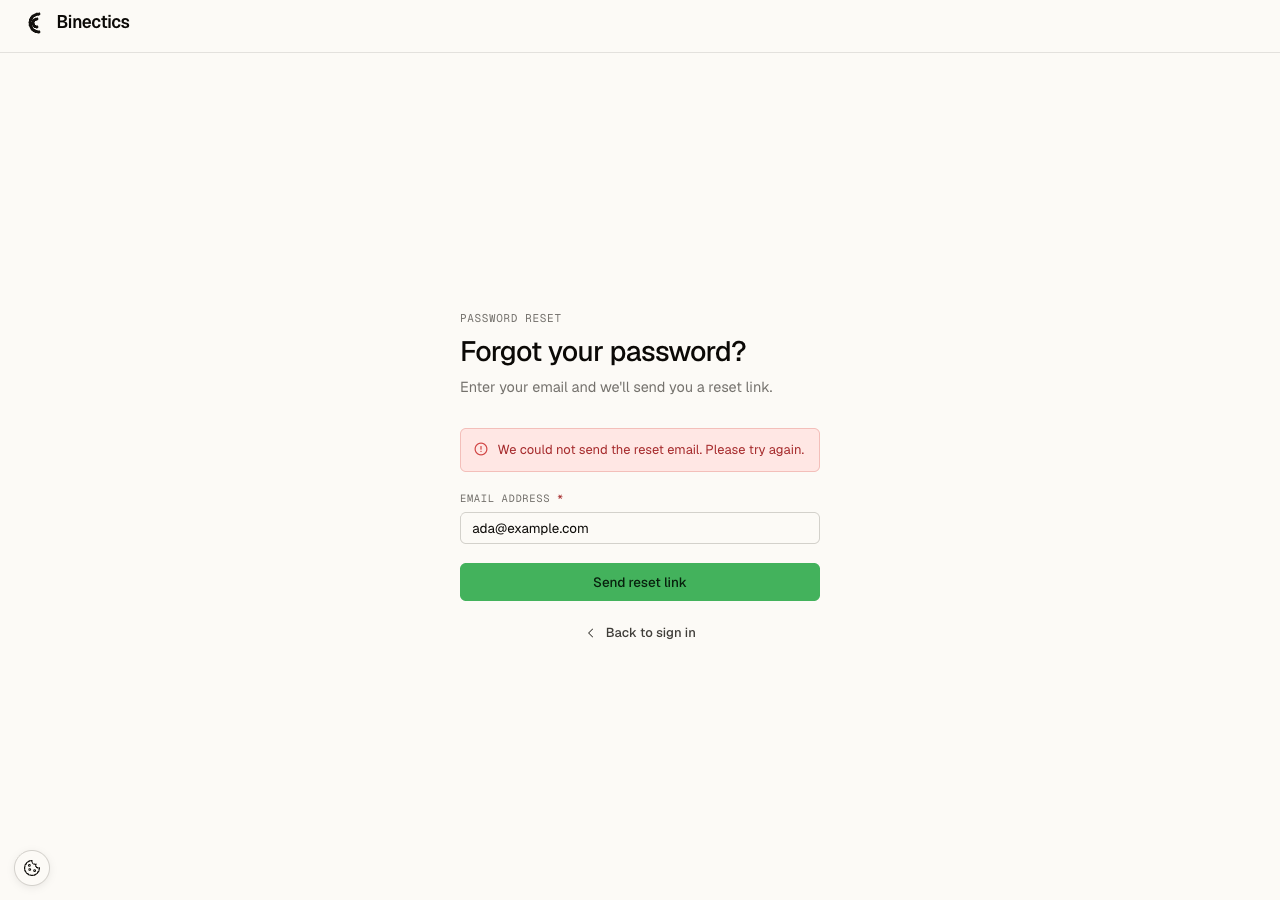 Binectics
PASSWORD RESET
Forgot your password?
Enter your email and we'll send you a reset link.
We could not send the reset email. Please try again.
EMAIL ADDRESS *
ada@example.com
Send reset link
Back to sign in